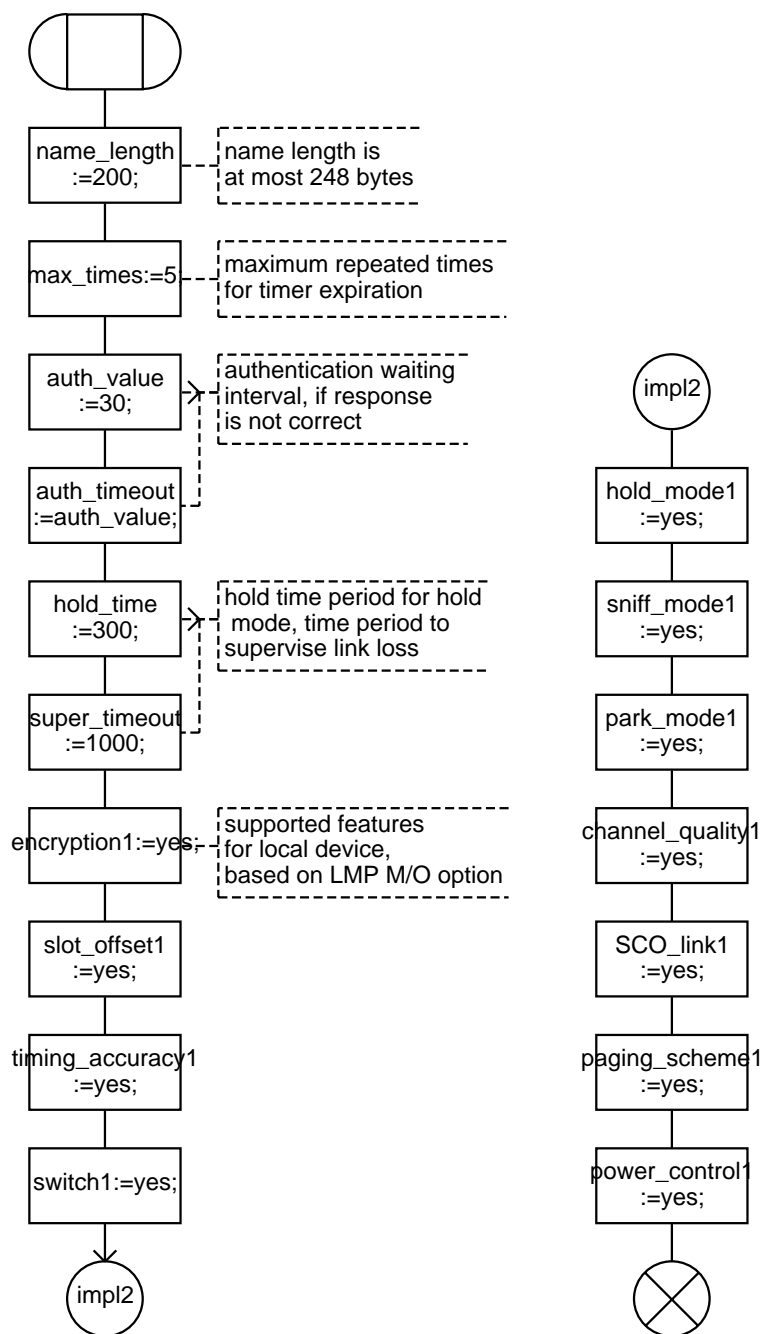 name_length
:=200;
name length is
at most 248 bytes
max_times:=5;
maximum repeated times
for timer expiration
auth_value
:=30;
authentication waiting
interval, if response
is not correct
auth_timeout
:=auth_value;
hold_time
:=300;
hold time period for hold
mode, time period to
supervise link loss
super_timeout
:=1000;
encryption1:=yes;
supported features
for local device,
based on LMP M/O option
slot_offset1
:=yes;
timing_accuracy1
:=yes;
switch1:=yes;
impl2
impl2
hold_mode1
:=yes;
sniff_mode1
:=yes;
park_mode1
:=yes;
channel_quality1
:=yes;
SCO_link1
:=yes;
paging_scheme1
:=yes;
power_control1
:=yes;